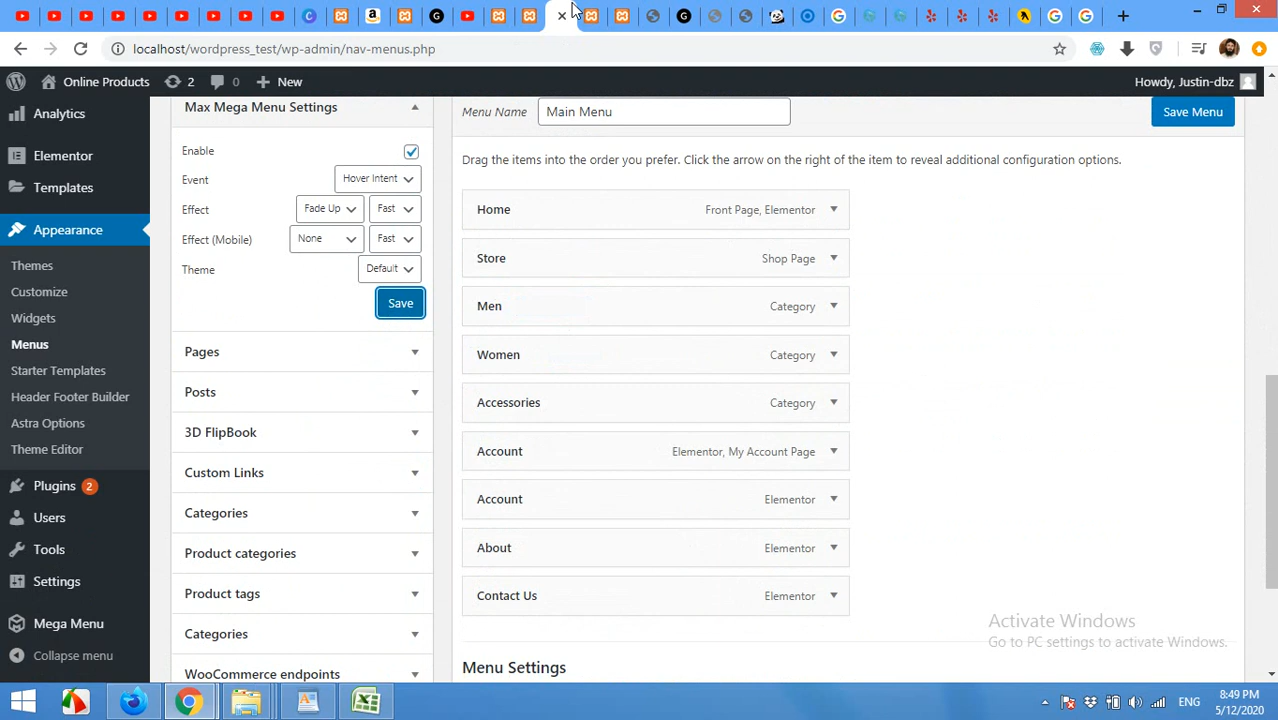 localhost/wordpress_test/wp-admin/nav-menus.php
Online Products 2 0 New Howdy, Justin-dbz
Analytics
Elementor
Templates
Appearance
Themes
Customize
Widgets
Menus
Starter Templates
Header Footer Builder
Astra Options
Theme Editor
Plugins 2
Users
Tools
Settings
Mega Menu
Collapse menu
Max Mega Menu Settings
Enable
Event Hover Intent
Effect Fade Up Fast
Effect (Mobile) None Fast
Theme Default
Save
Pages
Posts
3D FlipBook
Custom Links
Categories
Product categories
Product tags
Categories
WooCommerce endpoints
Menu Name Main Menu Save Menu
Drag the items into the order you prefer. Click the arrow on the right of the item to reveal additional configuration options.
Home Front Page, Elementor
Store Shop Page
Men Category
Women Category
Accessories Category
Account Elementor, My Account Page
Account Elementor
About Elementor
Contact Us Elementor
Menu Settings
Activate Windows
Go to PC settings to activate Windows.
ENG
8:49 PM
5/12/2020